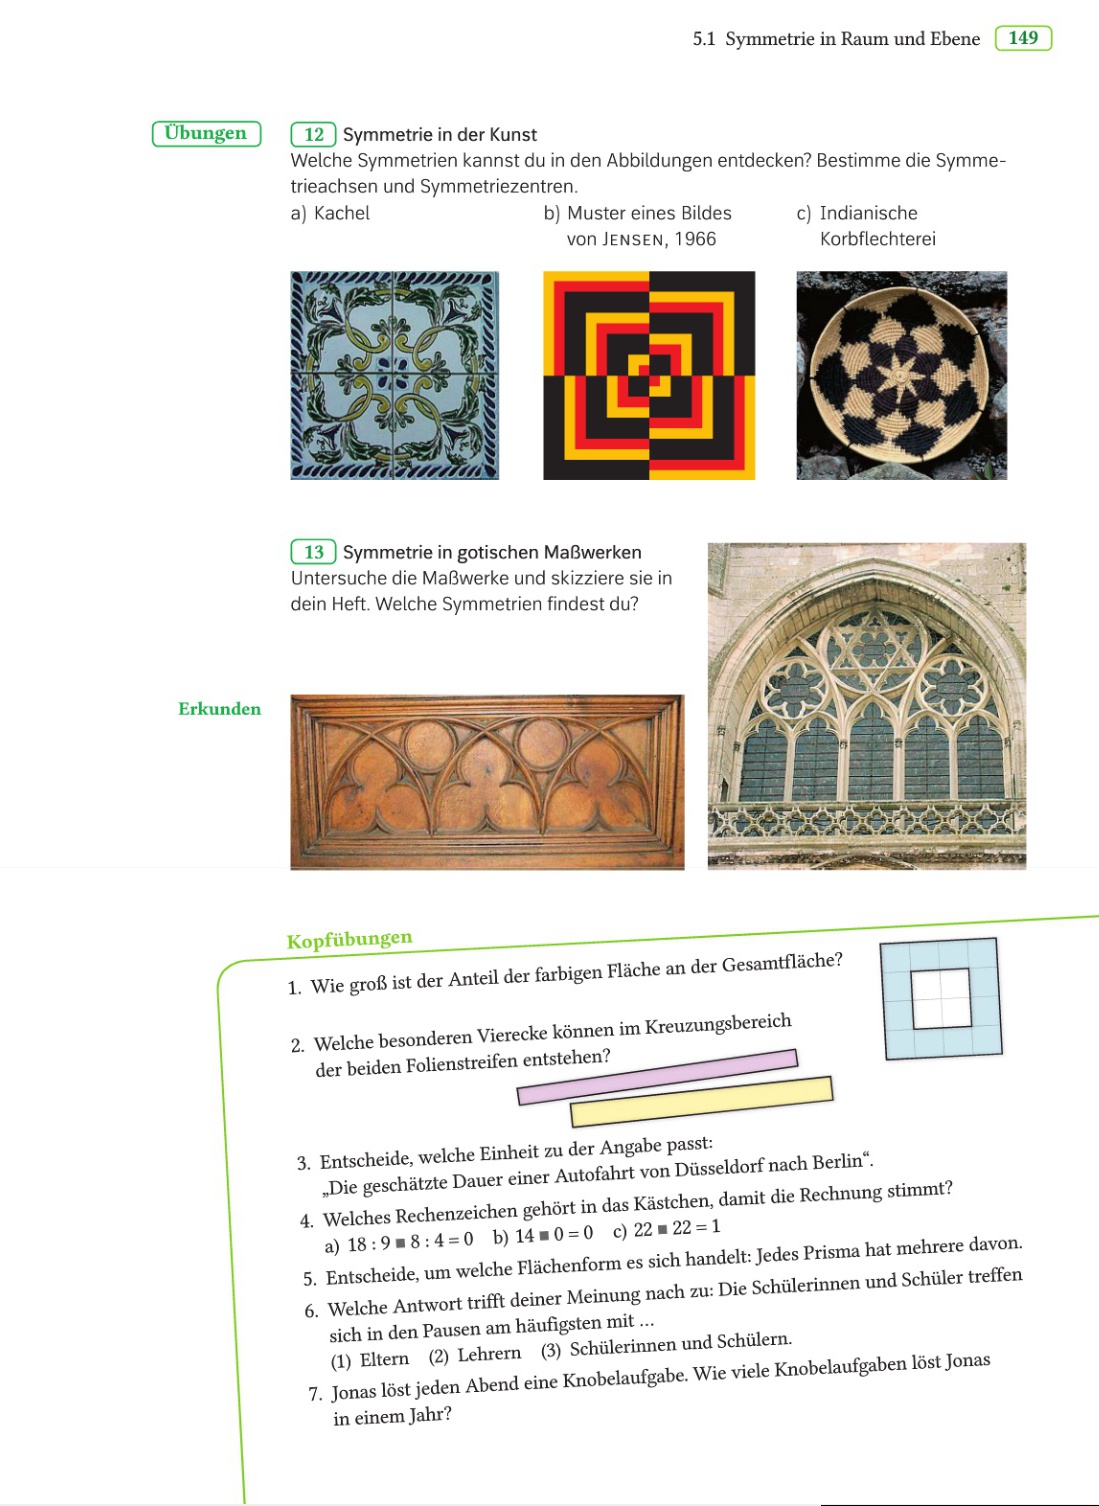 5.1 Symmetrie in Raum und Ebene 149
Übungen
12 Symmetrie in der Kunst
Welche Symmetrien kannst du in den Abbildungen entdecken? Bestimme die Symme-
trieachsen und Symmetriezentren.
a) Kachel
b) Muster eines Bildes
von JENSEN, 1966
c) Indianische
Korbflechterei
13 Symmetrie in gotischen Maßwerken
Untersuche die Maßwerke und skizziere sie in
dein Heft. Welche Symmetrien findest du?
Erkunden
Kopfübungen
1. Wie groß ist der Anteil der farbigen Fläche an der Gesamtfläche?
2. Welche besonderen Vierecke können im Kreuzungsbereich
der beiden Folienstreifen entstehen?
3. Entscheide, welche Einheit zu der Angabe passt:
„Die geschätzte Dauer einer Autofahrt von Düsseldorf nach Berlin“.
4. Welches Rechenzeichen gehört in das Kästchen, damit die Rechnung stimmt?
a) 18 : 9 ■ 8 : 4 = 0 b) 14 ■ 0 = 0 c) 22 ■ 22 = 1
5. Entscheide, um welche Flächenform es sich handelt: Jedes Prisma hat mehrere davon.
6. Welche Antwort trifft deiner Meinung nach zu: Die Schülerinnen und Schüler treffen
sich in den Pausen am häufigsten mit ...
(1) Eltern (2) Lehrern (3) Schülerinnen und Schülern.
7. Jonas löst jeden Abend eine Knobelaufgabe. Wie viele Knobelaufgaben löst Jonas
in einem Jahr?